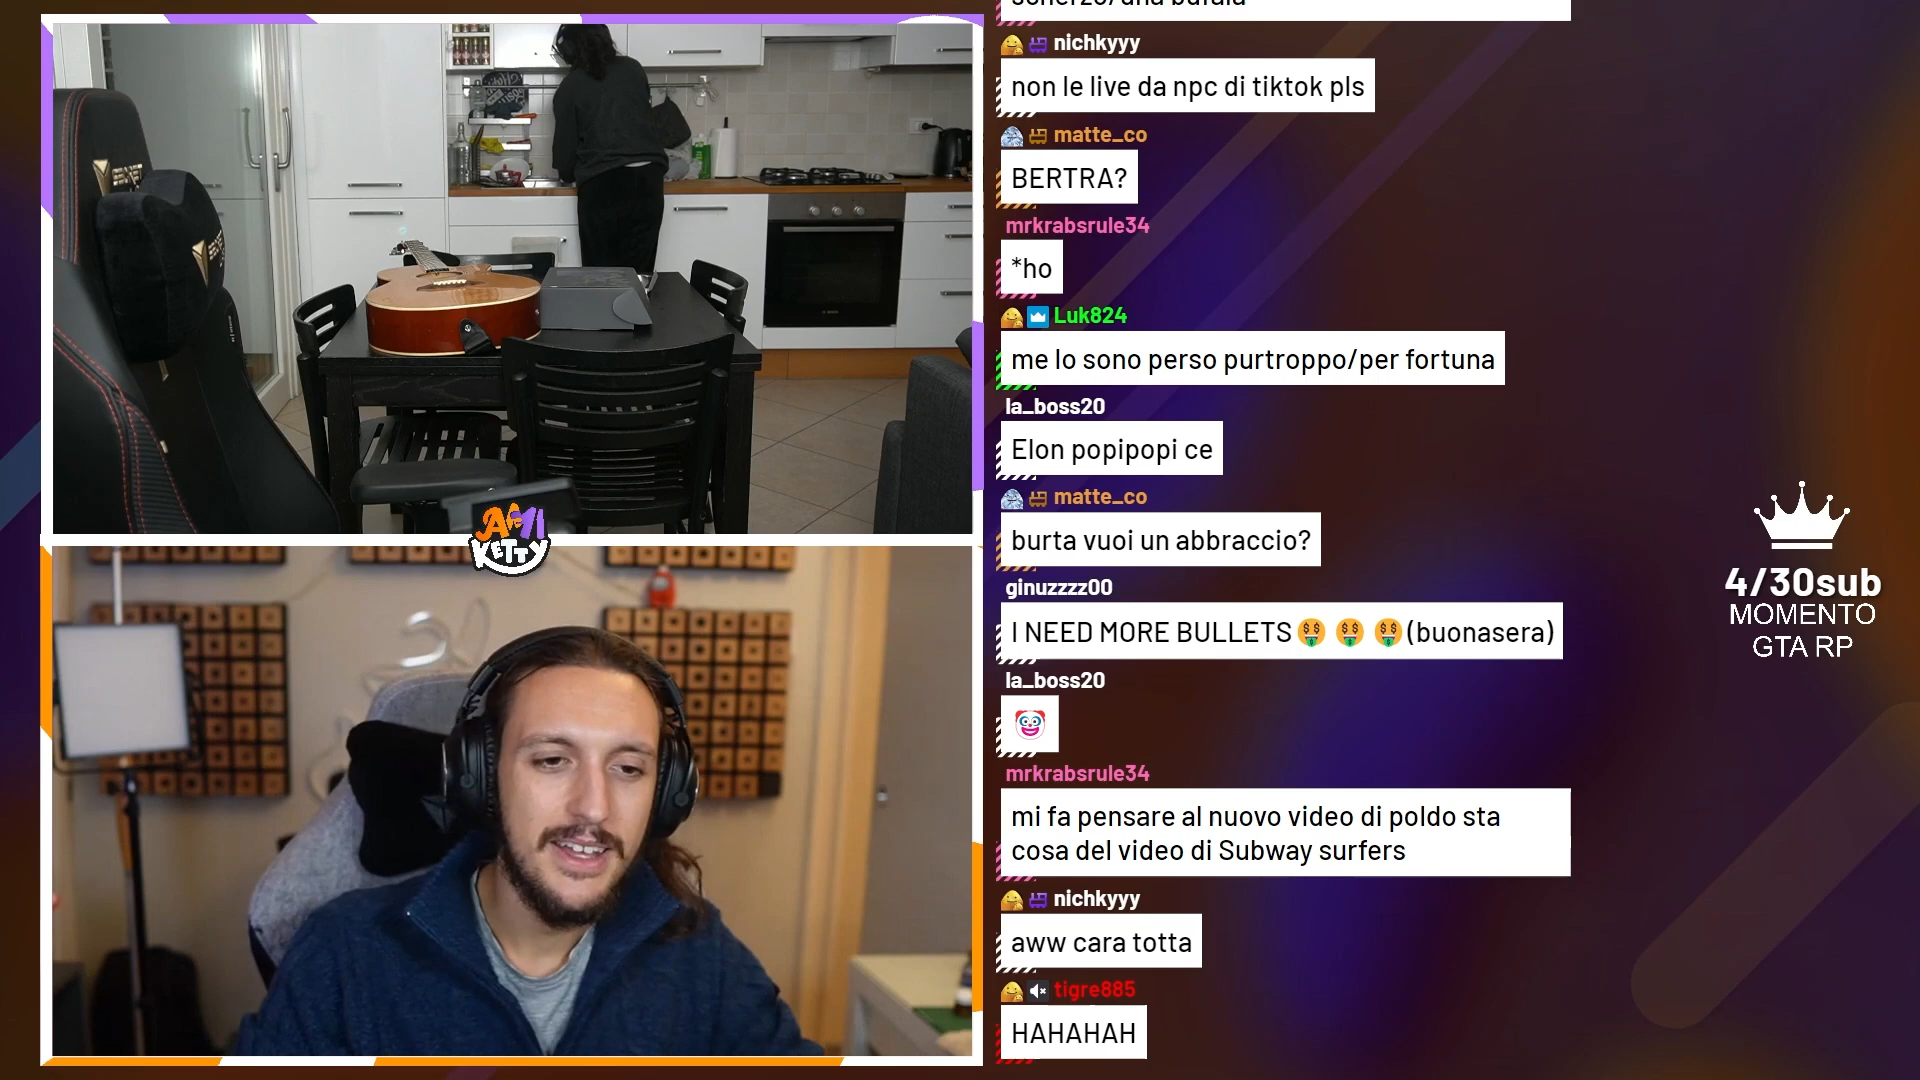 nichkyyy
non le live da npc di tiktok pls
matte_co
BERTRA?
mrkrabsrule34
*ho
Luk824
me lo sono perso purtroppo/per fortuna
la_boss20
Elon popipopi ce
matte_co
burta vuoi un abbraccio?
ginuzzzz00
I NEED MORE BULLETS🤑 🤑 🤑(buonasera)
la_boss20
🤡
mrkrabsrule34
mi fa pensare al nuovo video di poldo sta
cosa del video di Subway surfers
nichkyyy
aww cara totta
tigre885
HAHAHAH
4/30sub
MOMENTO
GTA RP
KETTY